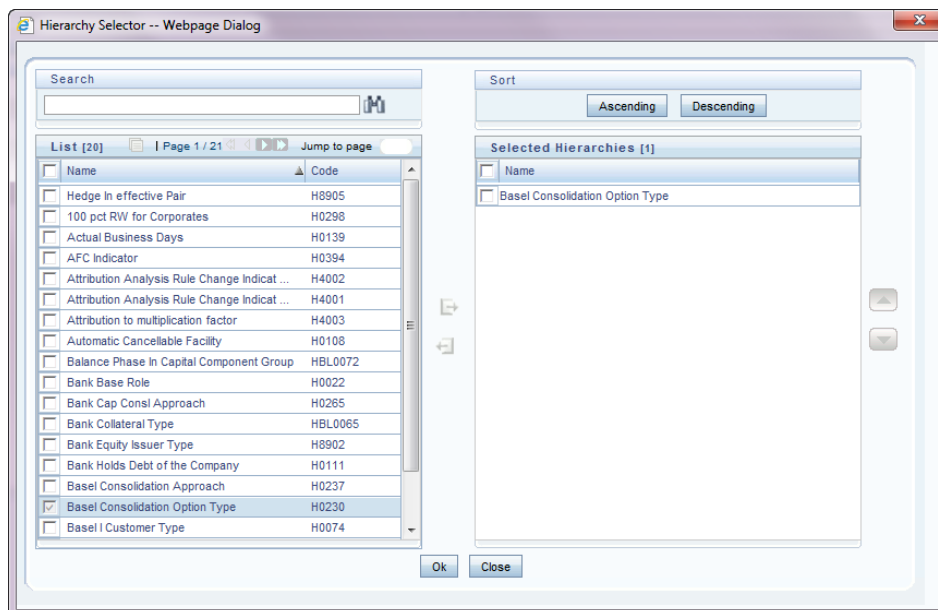 Hierarchy Selector -- Webpage Dialog
Search
Sort
Ascending Descending
List [20] Page 1 / 21 Jump to page
Selected Hierarchies [1]
Name Code
Name
Hedge In effective Pair H8905
Basel Consolidation Option Type
100 pct RW for Corporates H0298
Actual Business Days H0139
AFC Indicator H0394
Attribution Analysis Rule Change Indicat ... H4002
Attribution Analysis Rule Change Indicat ... H4001
Attribution to multiplication factor H4003
Automatic Cancellable Facility H0108
Balance Phase In Capital Component Group HBL0072
Bank Base Role H0022
Bank Cap Consl Approach H0265
Bank Collateral Type HBL0065
Bank Equity Issuer Type H8902
Bank Holds Debt of the Company H0111
Basel Consolidation Approach H0237
Basel Consolidation Option Type H0230
Basel I Customer Type H0074
Ok Close